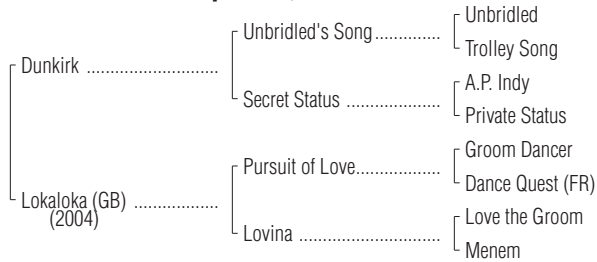 Unbridled
Unbridled's Song..............
Trolley Song
Dunkirk ............................
A.P. Indy
Secret Status ....................
Private Status
Groom Dancer
Pursuit of Love..................
Dance Quest (FR)
Lokaloka (GB) ..................
(2004)
Love the Groom
Lovina ..............................
Menem